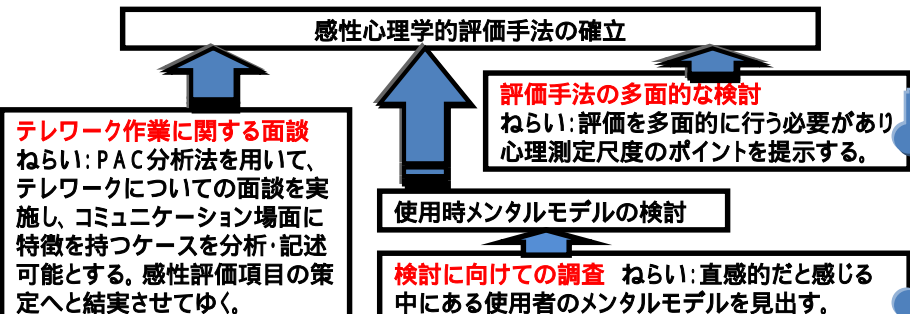 感性心理学的評価手法の確立
評価手法の多面的な検討
ねらい:評価を多面的に行う必要があり
心理測定尺度のポイントを提示する。
テレワーク作業に関する面談
ねらい:PAC分析法を用いて、
テレワークについての面談を実
施し、コミュニケーション場面に
特徴を持つケースを分析・記述
可能とする。感性評価項目の策
定へと結実させてゆく。
使用時メンタルモデルの検討
検討に向けての調査 ねらい:直感的だと感じる
中にある使用者のメンタルモデルを見出す。